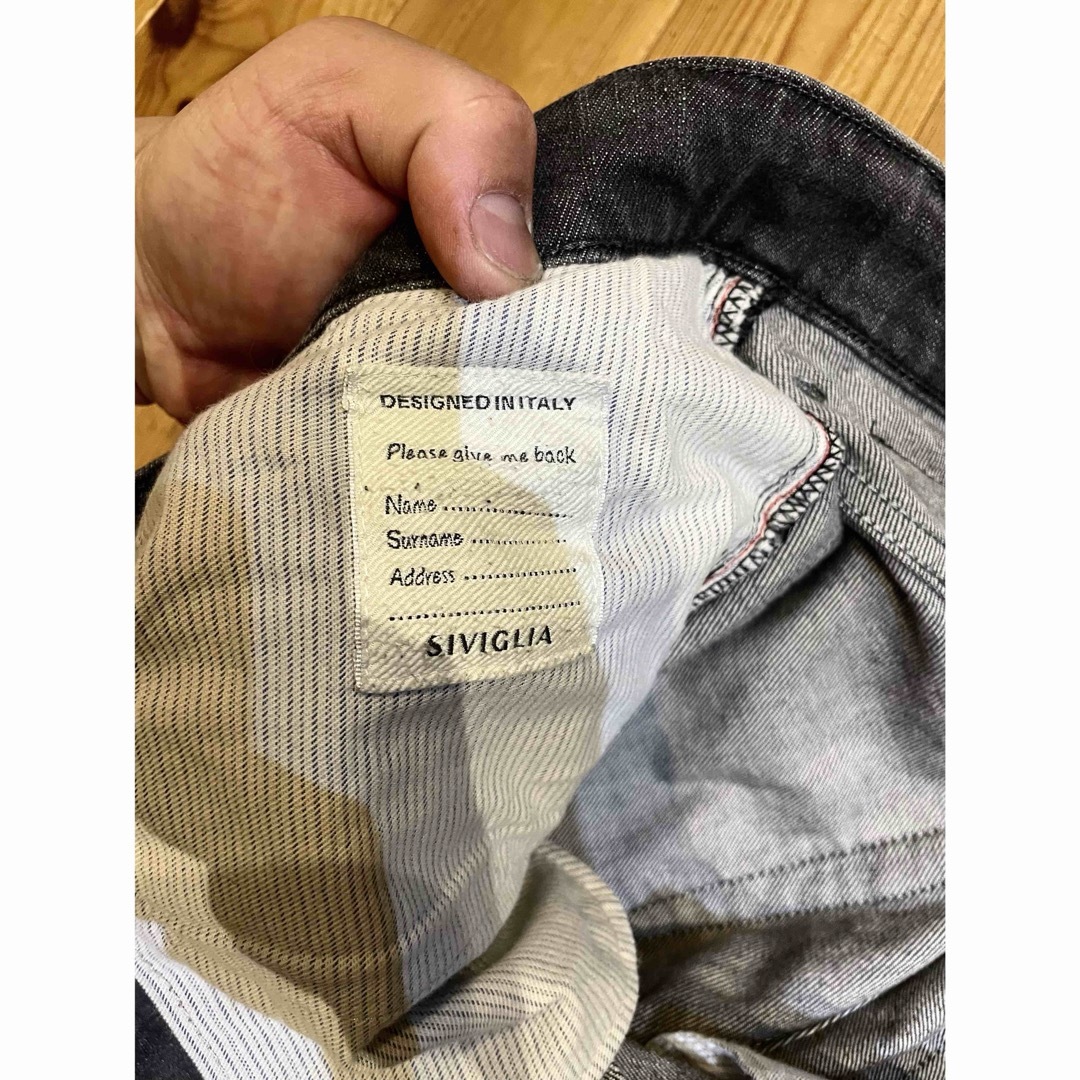 DESIGNED IN ITALY
Please give me back
Name ....................
Surname ...............
Address ..................
..............................
SIVIGLIA